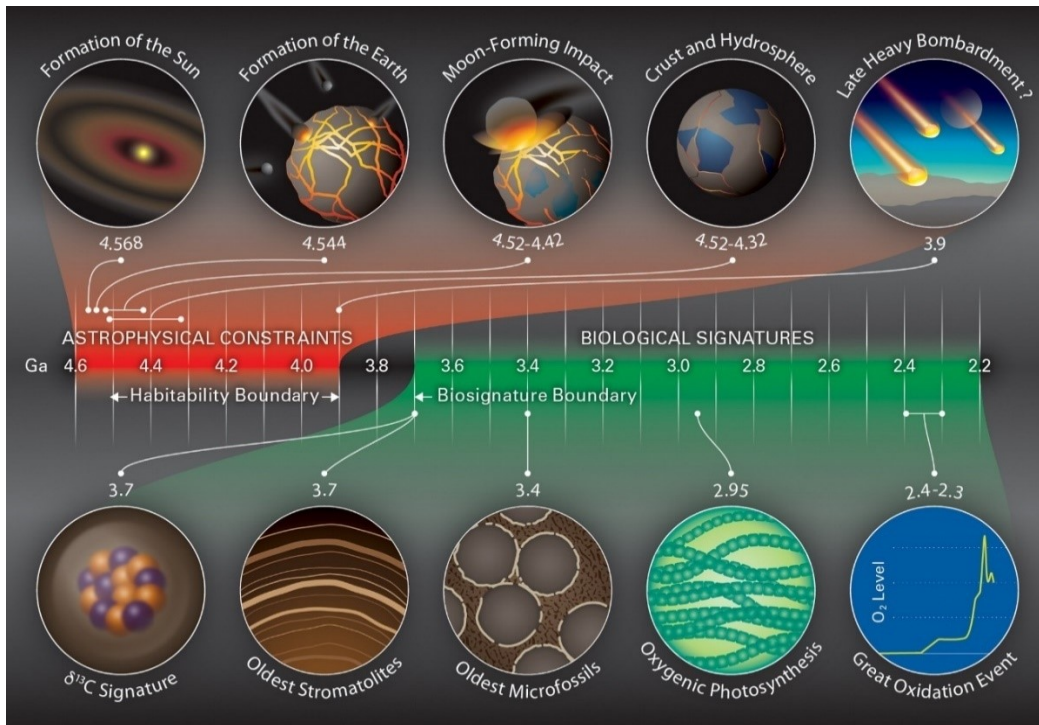 Formation of the Sun
Formation of the Earth
Moon-Forming Impact
Crust and Hydrosphere
Late Heavy Bombardment?
4.568
4.544
4.52-4.42
4.52-4.32
3.9
ASTROPHYSICAL CONSTRAINTS
BIOLOGICAL SIGNATURES
Ga 4.6 4.4 4.2 4.0 3.8 3.6 3.4 3.2 3.0 2.8 2.6 2.4 2.2
←Habitability Boundary→
←Biosignature Boundary
3.7
3.7
3.4
2.95
2.4-2.3
O₂ Level
δ¹³C Signature
Oldest Stromatolites
Oldest Microfossils
Oxygenic Photosynthesis
Great Oxidation Event